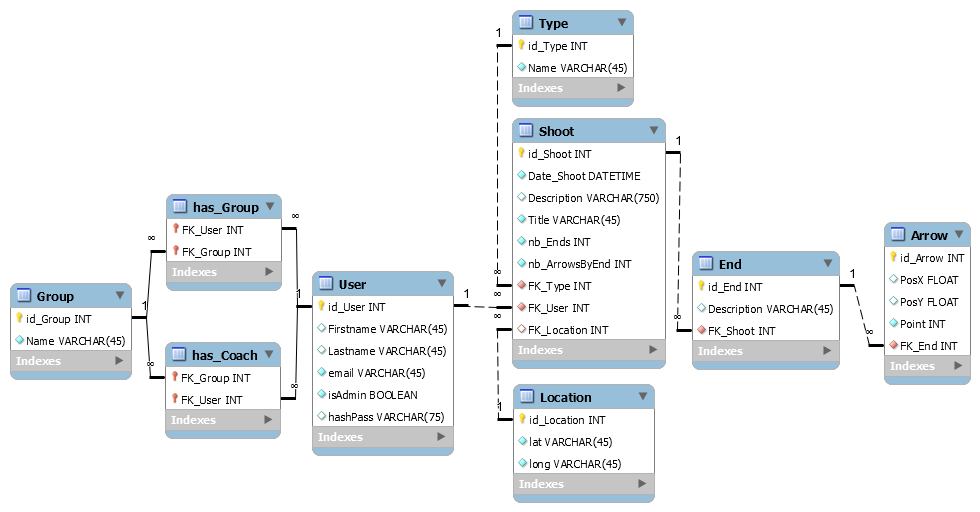 Type
id_Type INT
Name VARCHAR(45)
Indexes
1
Shoot
id_Shoot INT
Date_Shoot DATETIME
Description VARCHAR(750)
Title VARCHAR(45)
nb_Ends INT
nb_ArrowsByEnd INT
FK_Type INT
FK_User INT
FK_Location INT
Indexes
1
∞
∞
∞
∞
has_Group
FK_User INT
FK_Group INT
Indexes
∞
∞
Group
id_Group INT
Name VARCHAR(45)
Indexes
1
has_Coach
FK_Group INT
FK_User INT
Indexes
∞
∞
User
id_User INT
Firstname VARCHAR(45)
Lastname VARCHAR(45)
email VARCHAR(45)
isAdmin BOOLEAN
hashPass VARCHAR(75)
Indexes
1
1
End
id_End INT
Description VARCHAR(45)
FK_Shoot INT
Indexes
1
∞
Arrow
id_Arrow INT
PosX FLOAT
PosY FLOAT
Point INT
FK_End INT
Indexes
Location
id_Location INT
lat VARCHAR(45)
long VARCHAR(45)
Indexes
1